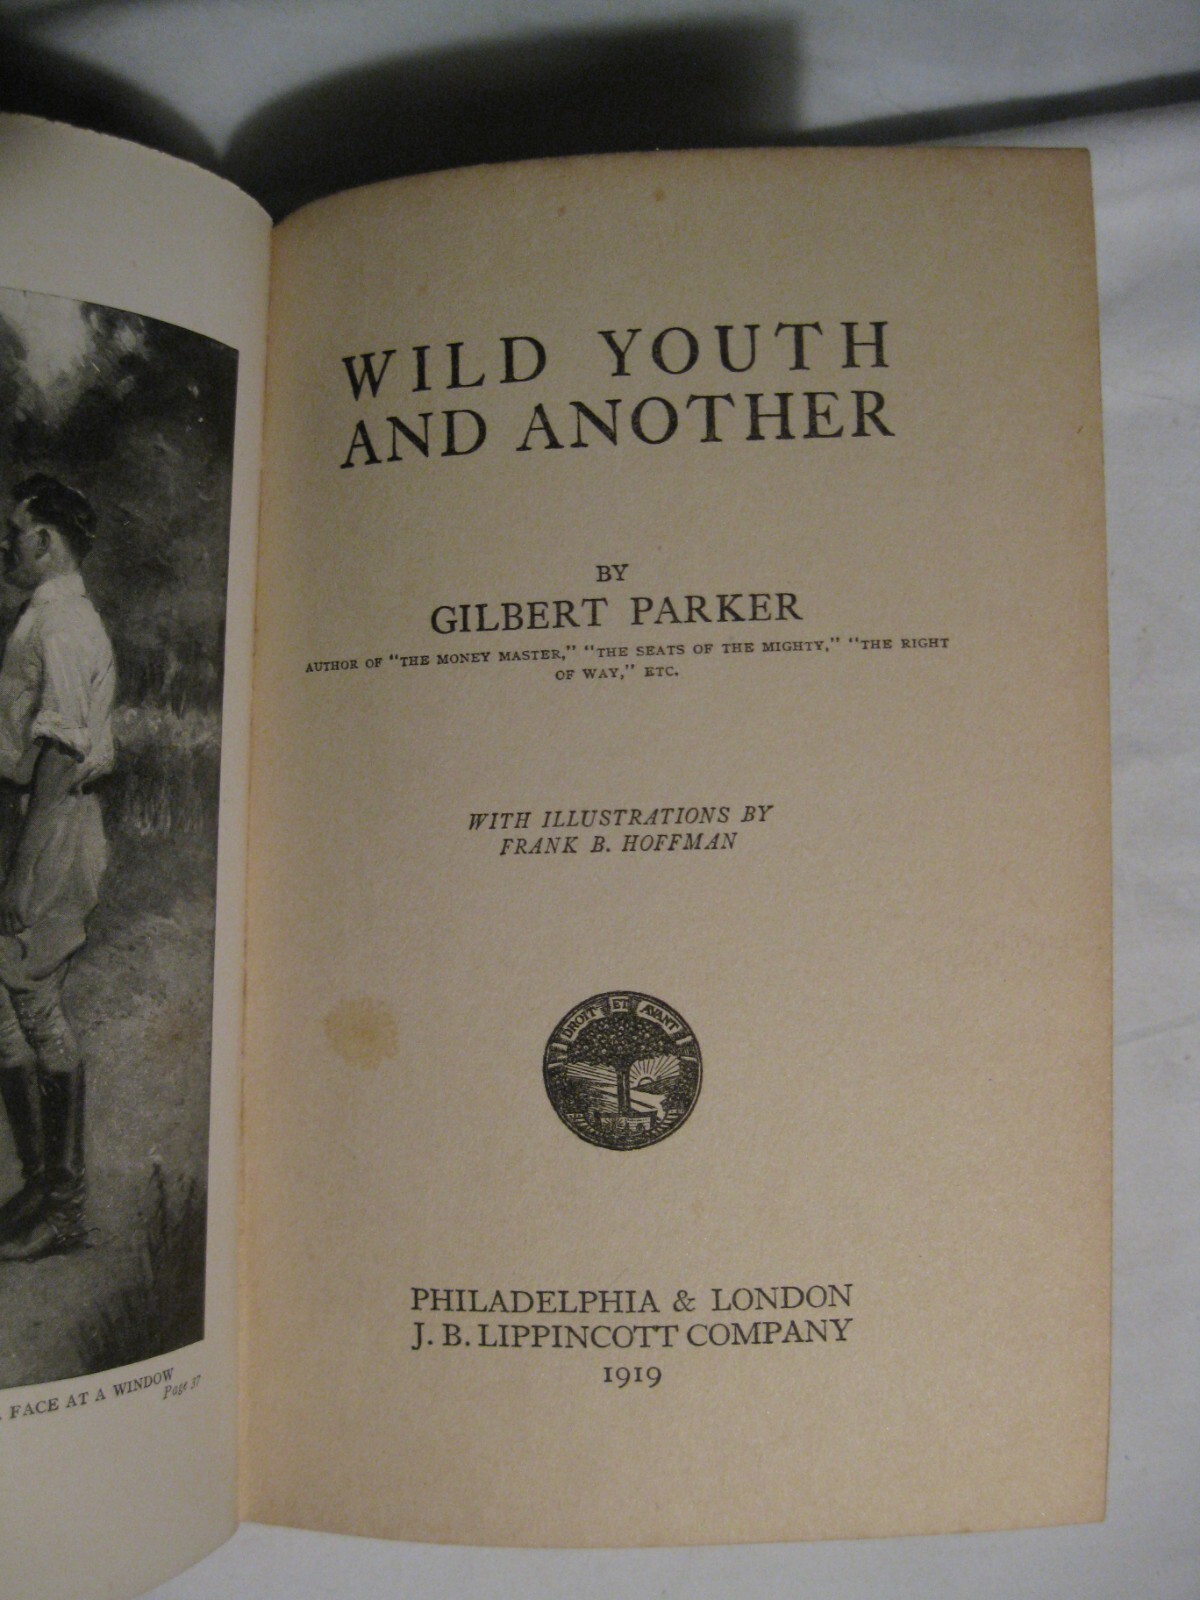 WILD YOUTH
AND ANOTHER
BY
GILBERT PARKER
AUTHOR OF "THE MONEY MASTER," "THE SEATS OF THE MIGHTY," "THE RIGHT
OF WAY," ETC.
WITH ILLUSTRATIONS BY
FRANK B. HOFFMAN
DROIT ET AVANT
PHILADELPHIA & LONDON
J. B. LIPPINCOTT COMPANY
1919
FACE AT A WINDOW
Page 37